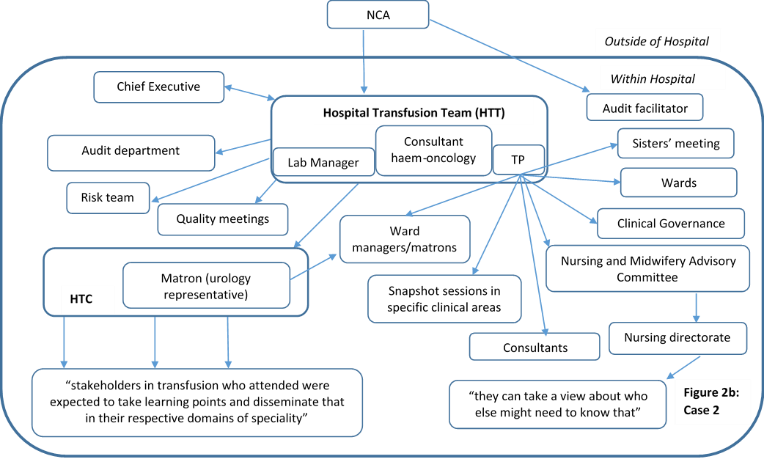 NCA
Outside of Hospital
Within Hospital
Chief Executive
Hospital Transfusion Team (HTT)
Audit facilitator
Consultant
haem-oncology
Lab Manager
TP
Audit department
Sisters’ meeting
Risk team
Quality meetings
Wards
Ward
managers/matrons
Clinical Governance
Nursing and Midwifery Advisory
Committee
HTC
Matron (urology
representative)
Snapshot sessions in
specific clinical areas
Consultants
Nursing directorate
“stakeholders in transfusion who attended were
expected to take learning points and disseminate that
in their respective domains of speciality”
“they can take a view about who
else might need to know that”
Figure 2b:
Case 2